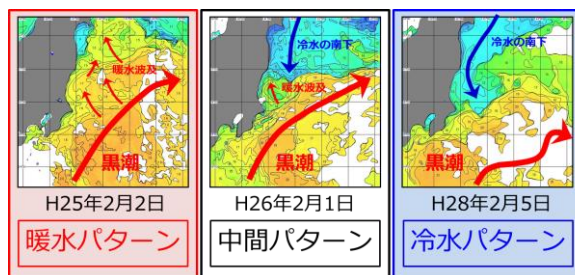 暖水波及
黒潮
H25年2月2日
暖水パターン
冷水の南下
暖水波及
黒潮
H26年2月1日
中間パターン
冷水の南下
黒潮
H28年2月5日
冷水パターン